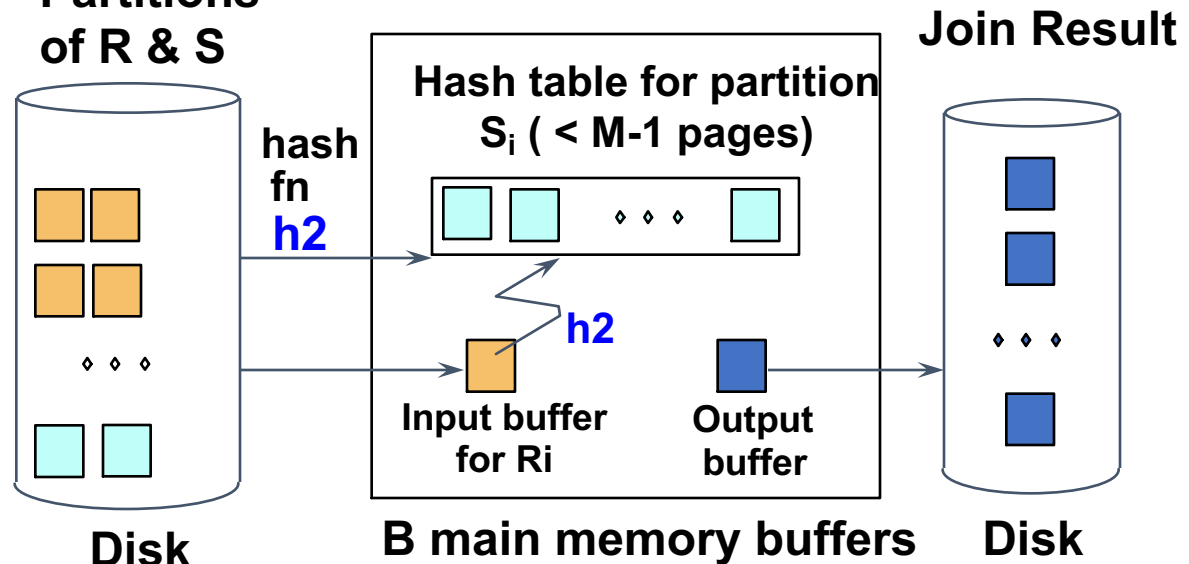 Partitions
of R & S
Join Result
Hash table for partition
Si ( < M-1 pages)
hash
fn
h2
h2
Input buffer
for Ri
Output
buffer
Disk
B main memory buffers
Disk